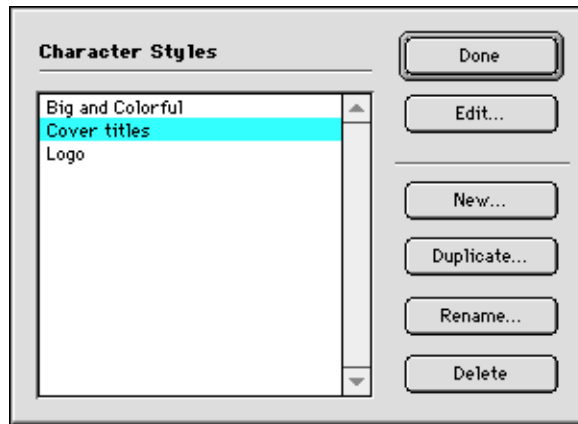 Character Styles
Big and Colorful
Cover titles
Logo
Done
Edit...
New...
Duplicate...
Rename...
Delete